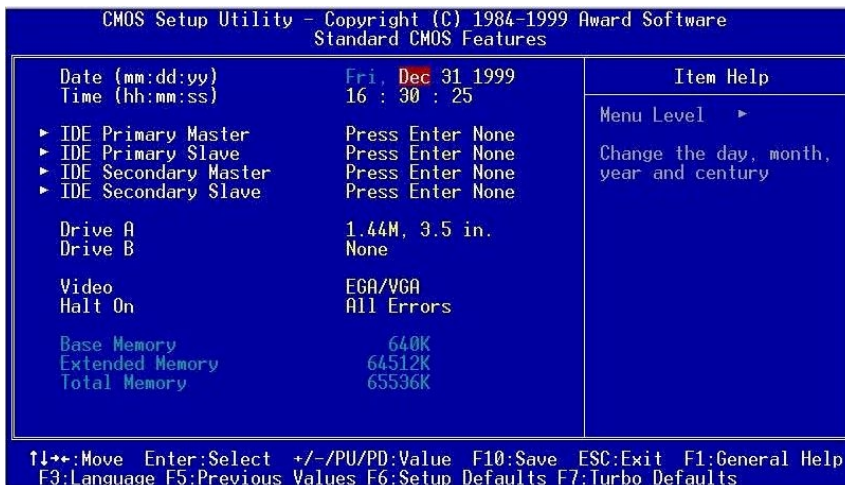 CMOS Setup Utility - Copyright (C) 1984-1999 Award Software
Standard CMOS Features
Date (mm:dd:yy) Fri, Dec 31 1999
Time (hh:mm:ss) 16 : 30 : 25
► IDE Primary Master Press Enter None
► IDE Primary Slave Press Enter None
► IDE Secondary Master Press Enter None
► IDE Secondary Slave Press Enter None
Drive A 1.44M, 3.5 in.
Drive B None
Video EGA/VGA
Halt On All Errors
Base Memory 640K
Extended Memory 64512K
Total Memory 65536K
Item Help
Menu Level ►
Change the day, month,
year and century
↑↓→←:Move Enter:Select +/-/PU/PD:Value F10:Save ESC:Exit F1:General Help
F3:Language F5:Previous Values F6:Setup Defaults F7:Turbo Defaults